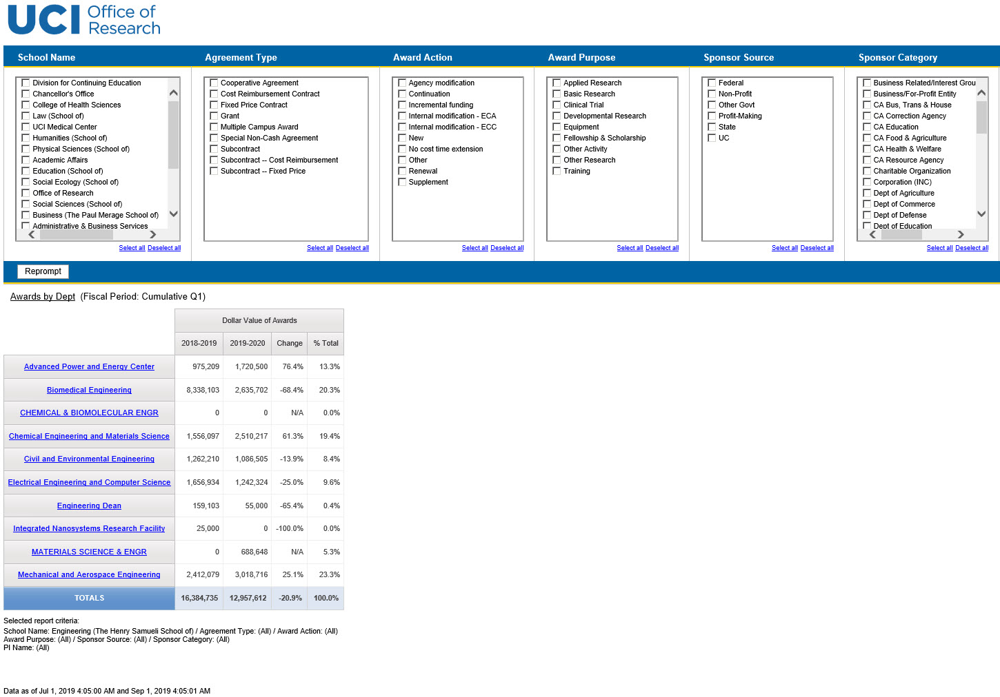 UCI Office of
Research
School Name Agreement Type Award Action Award Purpose Sponsor Source Sponsor Category
Division for Continuing Education
Chancellor's Office
College of Health Sciences
Law (School of)
UCI Medical Center
Humanities (School of)
Physical Sciences (School of)
Academic Affairs
Education (School of)
Social Ecology (School of)
Office of Research
Social Sciences (School of)
Business (The Paul Merage School of)
Administrative & Business Services
Select all Deselect all
Cooperative Agreement
Cost Reimbursement Contract
Fixed Price Contract
Grant
Multiple Campus Award
Special Non-Cash Agreement
Subcontract
Subcontract -- Cost Reimbursement
Subcontract -- Fixed Price
Select all Deselect all
Agency modification
Continuation
Incremental funding
Internal modification - ECA
Internal modification - ECC
New
No cost time extension
Other
Renewal
Supplement
Select all Deselect all
Applied Research
Basic Research
Clinical Trial
Developmental Research
Equipment
Fellowship & Scholarship
Other Activity
Other Research
Training
Select all Deselect all
Federal
Non-Profit
Other Govt
Profit-Making
State
UC
Select all Deselect all
Business Related/Interest Grou
Business/For-Profit Entity
CA Bus, Trans & House
CA Correction Agency
CA Education
CA Food & Agriculture
CA Health & Welfare
CA Resource Agency
Charitable Organization
Corporation (INC)
Dept of Agriculture
Dept of Commerce
Dept of Defense
Dept of Education
Select all Deselect all
Reprompt
Awards by Dept (Fiscal Period: Cumulative Q1)
Dollar Value of Awards
2018-2019 2019-2020 Change % Total
Advanced Power and Energy Center 975,209 1,720,500 76.4% 13.3%
Biomedical Engineering 8,338,103 2,635,702 -68.4% 20.3%
CHEMICAL & BIOMOLECULAR ENGR 0 0 N/A 0.0%
Chemical Engineering and Materials Science 1,556,097 2,510,217 61.3% 19.4%
Civil and Environmental Engineering 1,262,210 1,086,505 -13.9% 8.4%
Electrical Engineering and Computer Science 1,656,934 1,242,324 -25.0% 9.6%
Engineering Dean 159,103 55,000 -65.4% 0.4%
Integrated Nanosystems Research Facility 25,000 0 -100.0% 0.0%
MATERIALS SCIENCE & ENGR 0 688,648 N/A 5.3%
Mechanical and Aerospace Engineering 2,412,079 3,018,716 25.1% 23.3%
TOTALS 16,384,735 12,957,612 -20.9% 100.0%
Selected report criteria:
School Name: Engineering (The Henry Samueli School of) / Agreement Type: (All) / Award Action: (All)
Award Purpose: (All) / Sponsor Source: (All) / Sponsor Category: (All)
PI Name: (All)
Data as of Jul 1, 2019 4:05:00 AM and Sep 1, 2019 4:05:01 AM